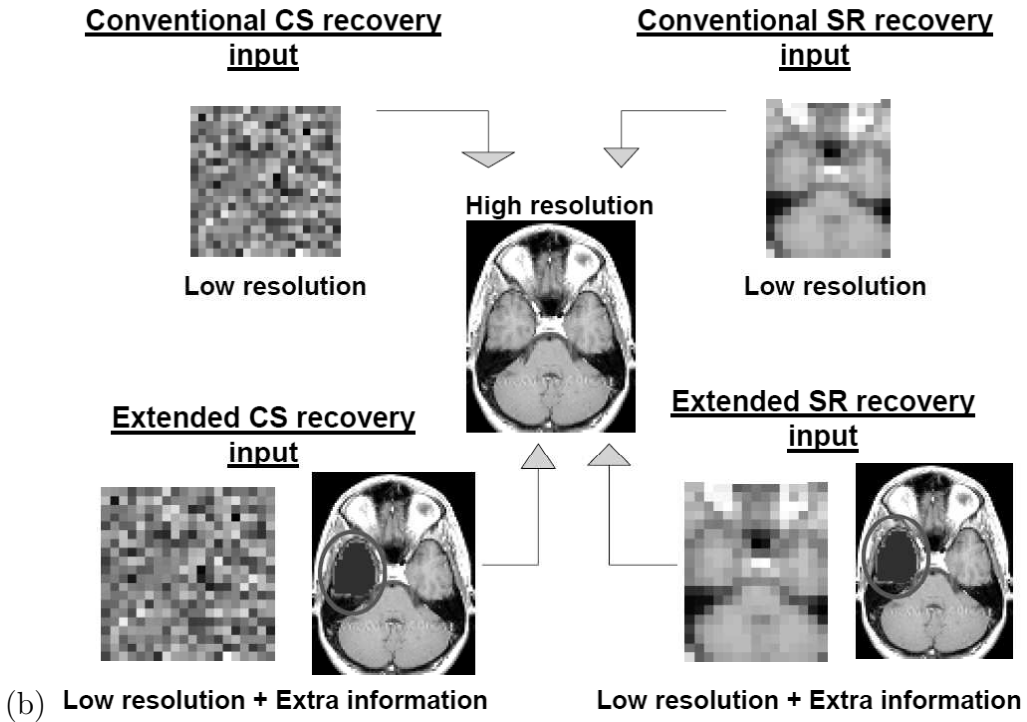 Conventional CS recovery
input
Conventional SR recovery
input
Low resolution
High resolution
Low resolution
Extended CS recovery
input
Extended SR recovery
input
(b) Low resolution + Extra information
Low resolution + Extra information